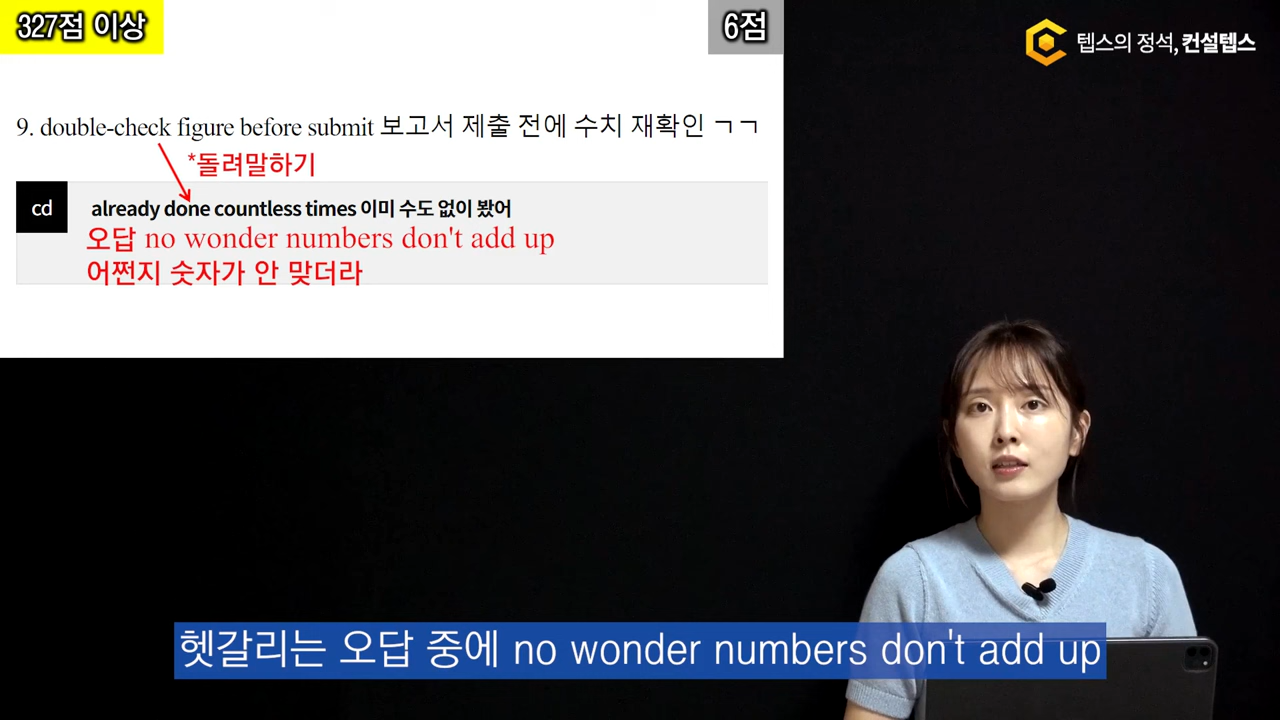 327점 이상
6점
텝스의 정석, 컨설텝스
9. double-check figure before submit 보고서 제출 전에 수치 재확인 ㄱㄱ
*돌려말하기
cd
already done countless times 이미 수도 없이 봤어
오답 no wonder numbers don't add up
어쩐지 숫자가 안 맞더라
헷갈리는 오답 중에 no wonder numbers don't add up